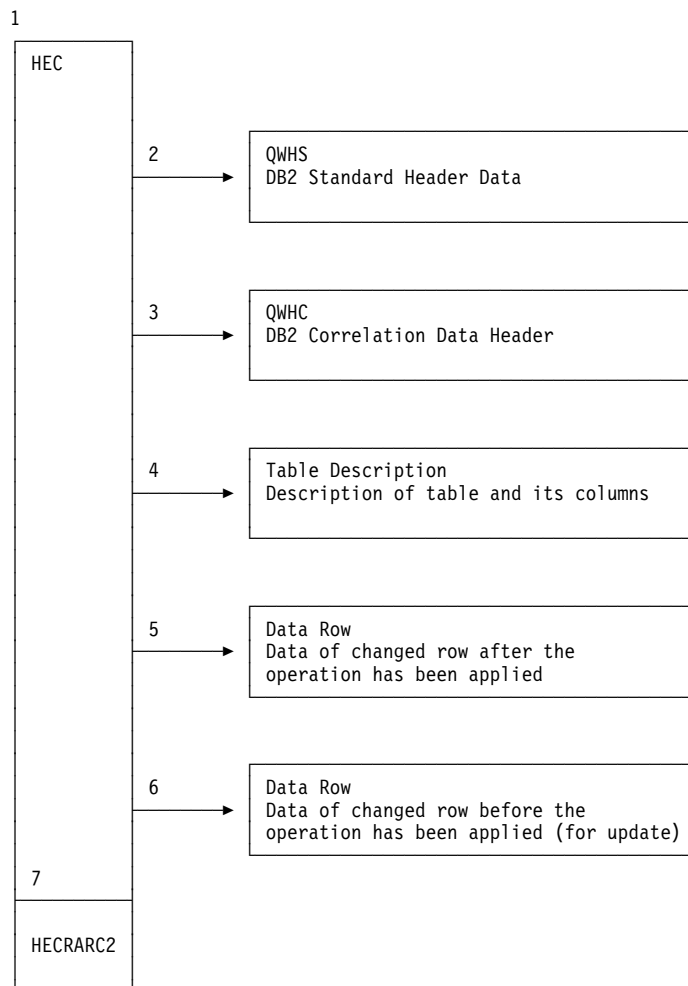 1
HEC
2
QWHS
DB2 Standard Header Data
3
QWHC
DB2 Correlation Data Header
4
Table Description
Description of table and its columns
5
Data Row
Data of changed row after the
operation has been applied
6
Data Row
Data of changed row before the
operation has been applied (for update)
7
HECRARC2